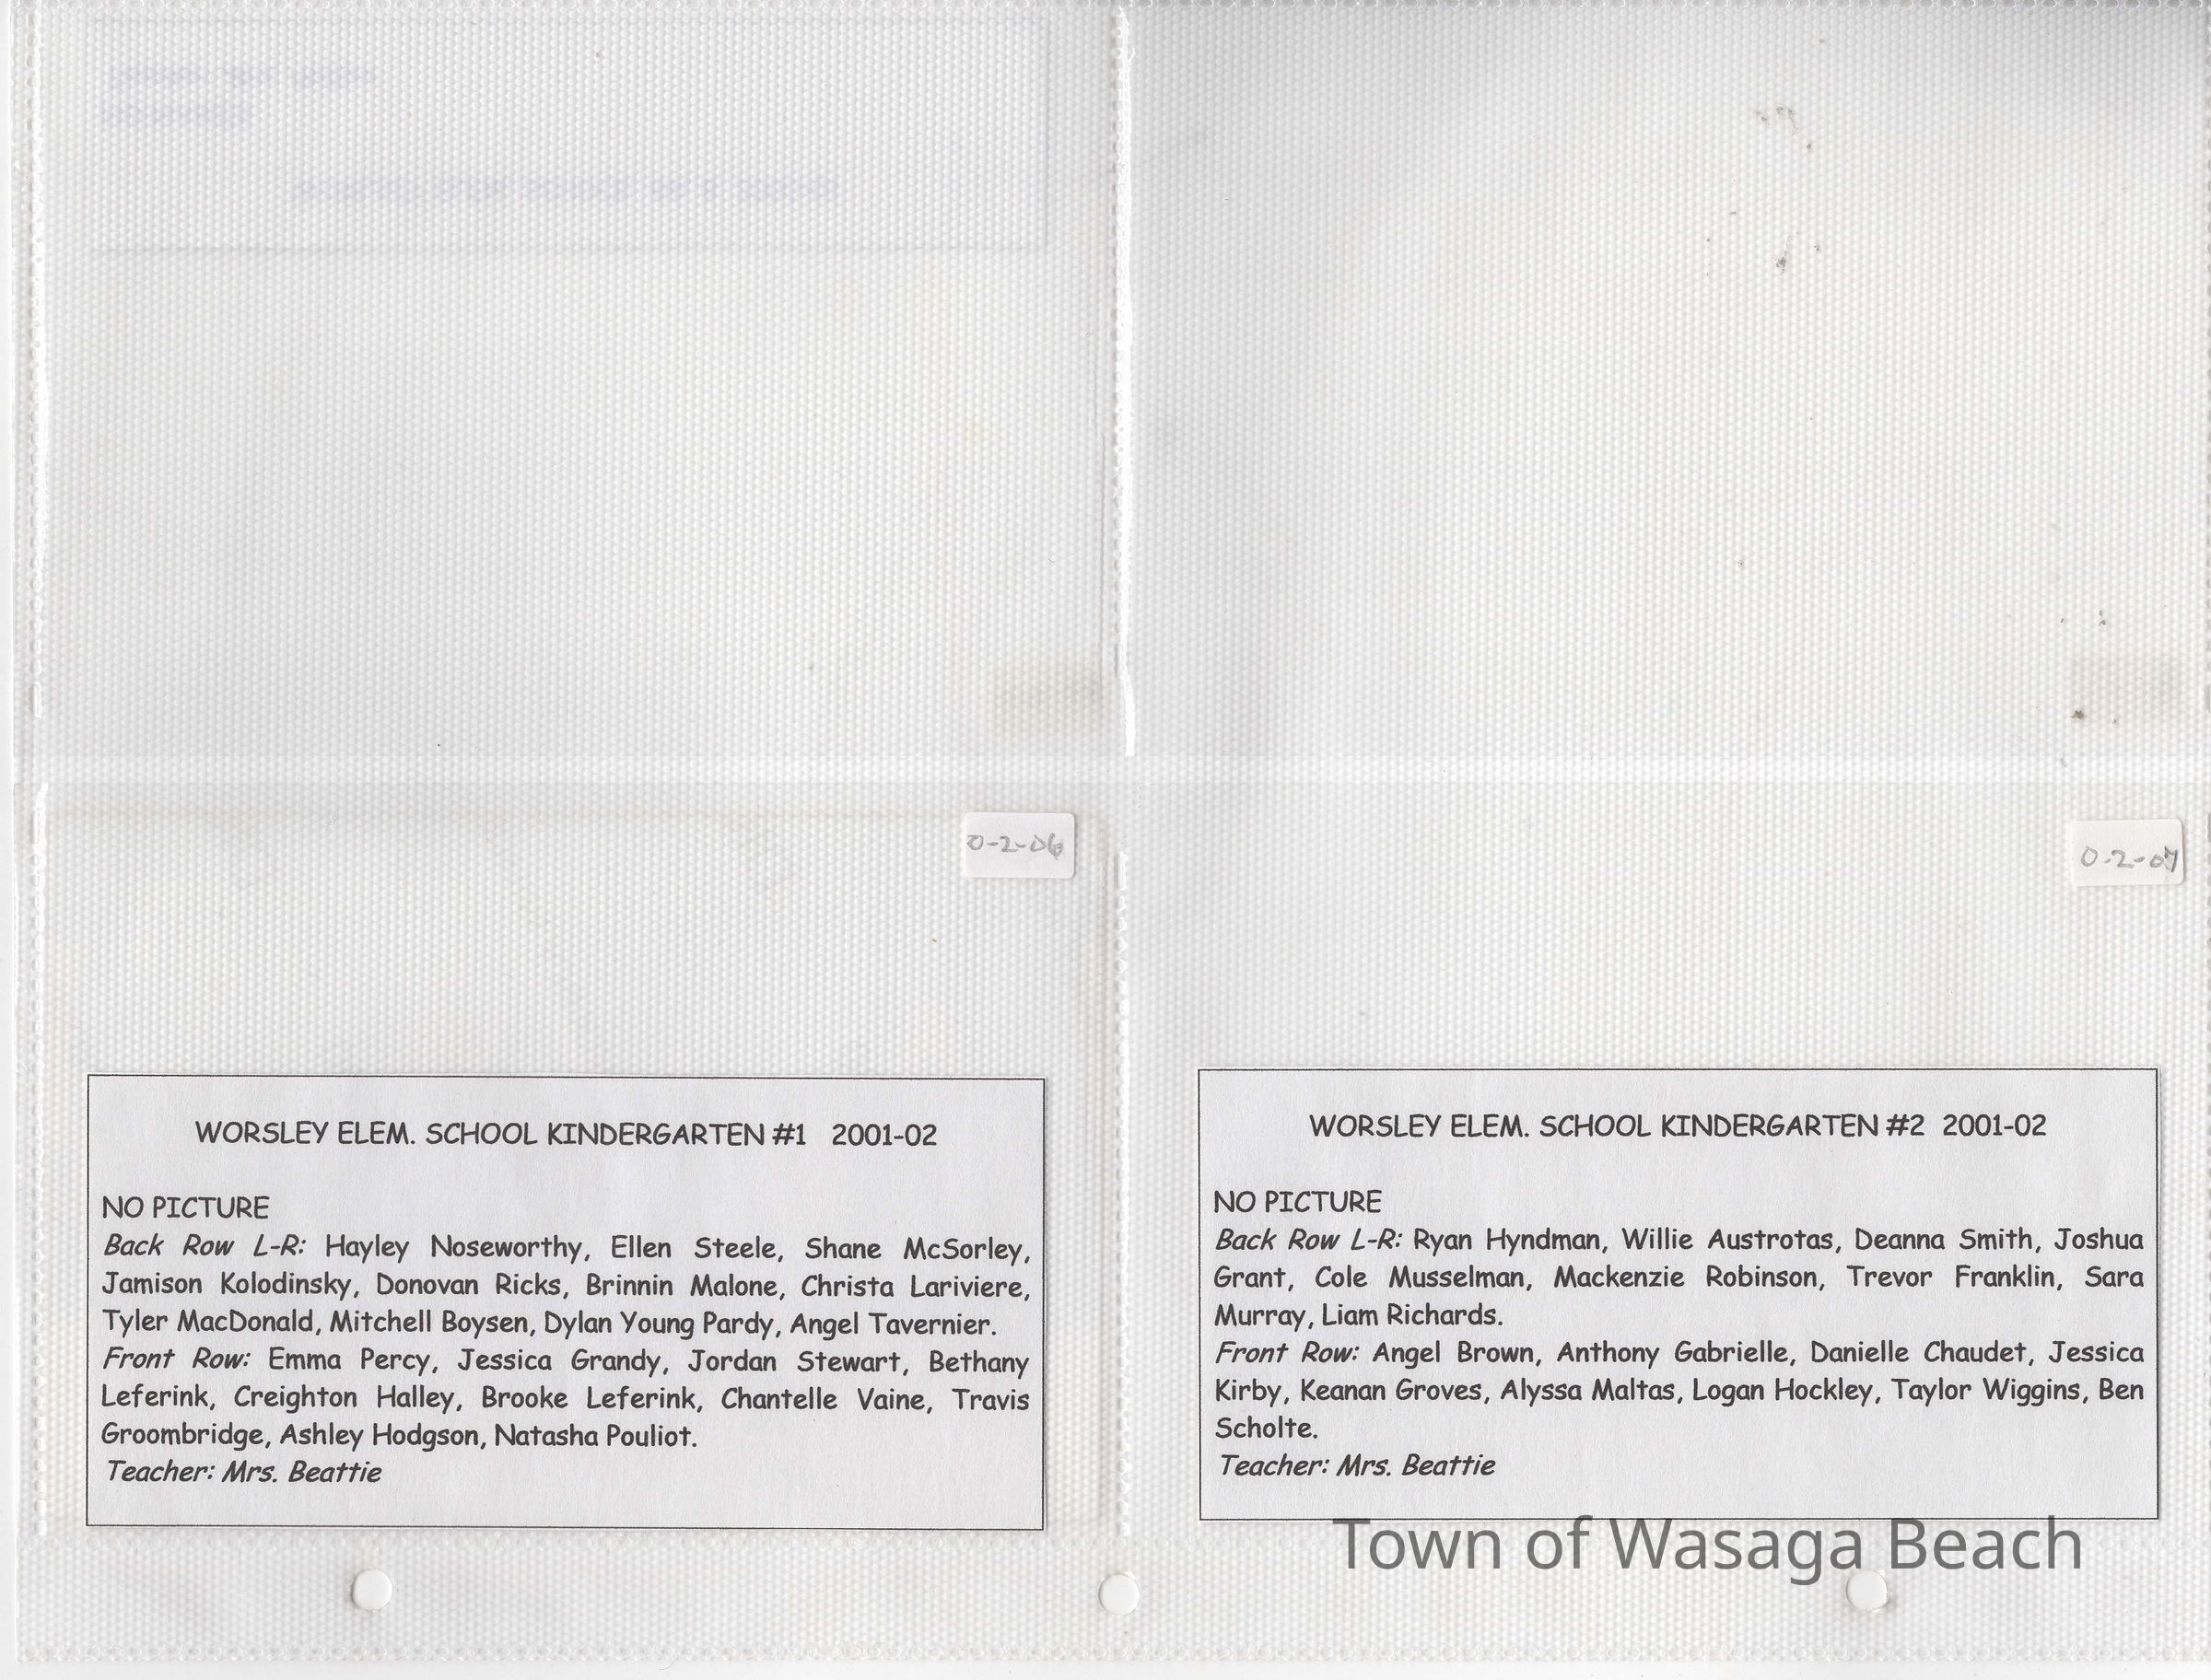 0-2-06
0-2-07
WORSLEY ELEM. SCHOOL KINDERGARTEN #1 2001-02
NO PICTURE
Back Row L-R: Hayley Noseworthy, Ellen Steele, Shane McSorley,
Jamison Kolodinsky, Donovan Ricks, Brinnin Malone, Christa Lariviere,
Tyler MacDonald, Mitchell Boysen, Dylan Young Pardy, Angel Tavernier.
Front Row: Emma Percy, Jessica Grandy, Jordan Stewart, Bethany
Leferink, Creighton Halley, Brooke Leferink, Chantelle Vaine, Travis
Groombridge, Ashley Hodgson, Natasha Pouliot.
Teacher: Mrs. Beattie
WORSLEY ELEM. SCHOOL KINDERGARTEN #2 2001-02
NO PICTURE
Back Row L-R: Ryan Hyndman, Willie Austrotas, Deanna Smith, Joshua
Grant, Cole Musselman, Mackenzie Robinson, Trevor Franklin, Sara
Murray, Liam Richards.
Front Row: Angel Brown, Anthony Gabrielle, Danielle Chaudet, Jessica
Kirby, Keanan Groves, Alyssa Maltas, Logan Hockley, Taylor Wiggins, Ben
Scholte.
Teacher: Mrs. Beattie
Town of Wasaga Beach